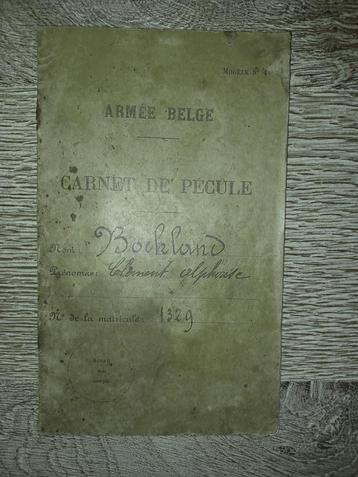 Modèle N° 4
ARMÉE BELGE
CARNET DE PÉCULE
Nom: Bockland
Prénoms: Clément Alphonse
N° de la matricule: 1329